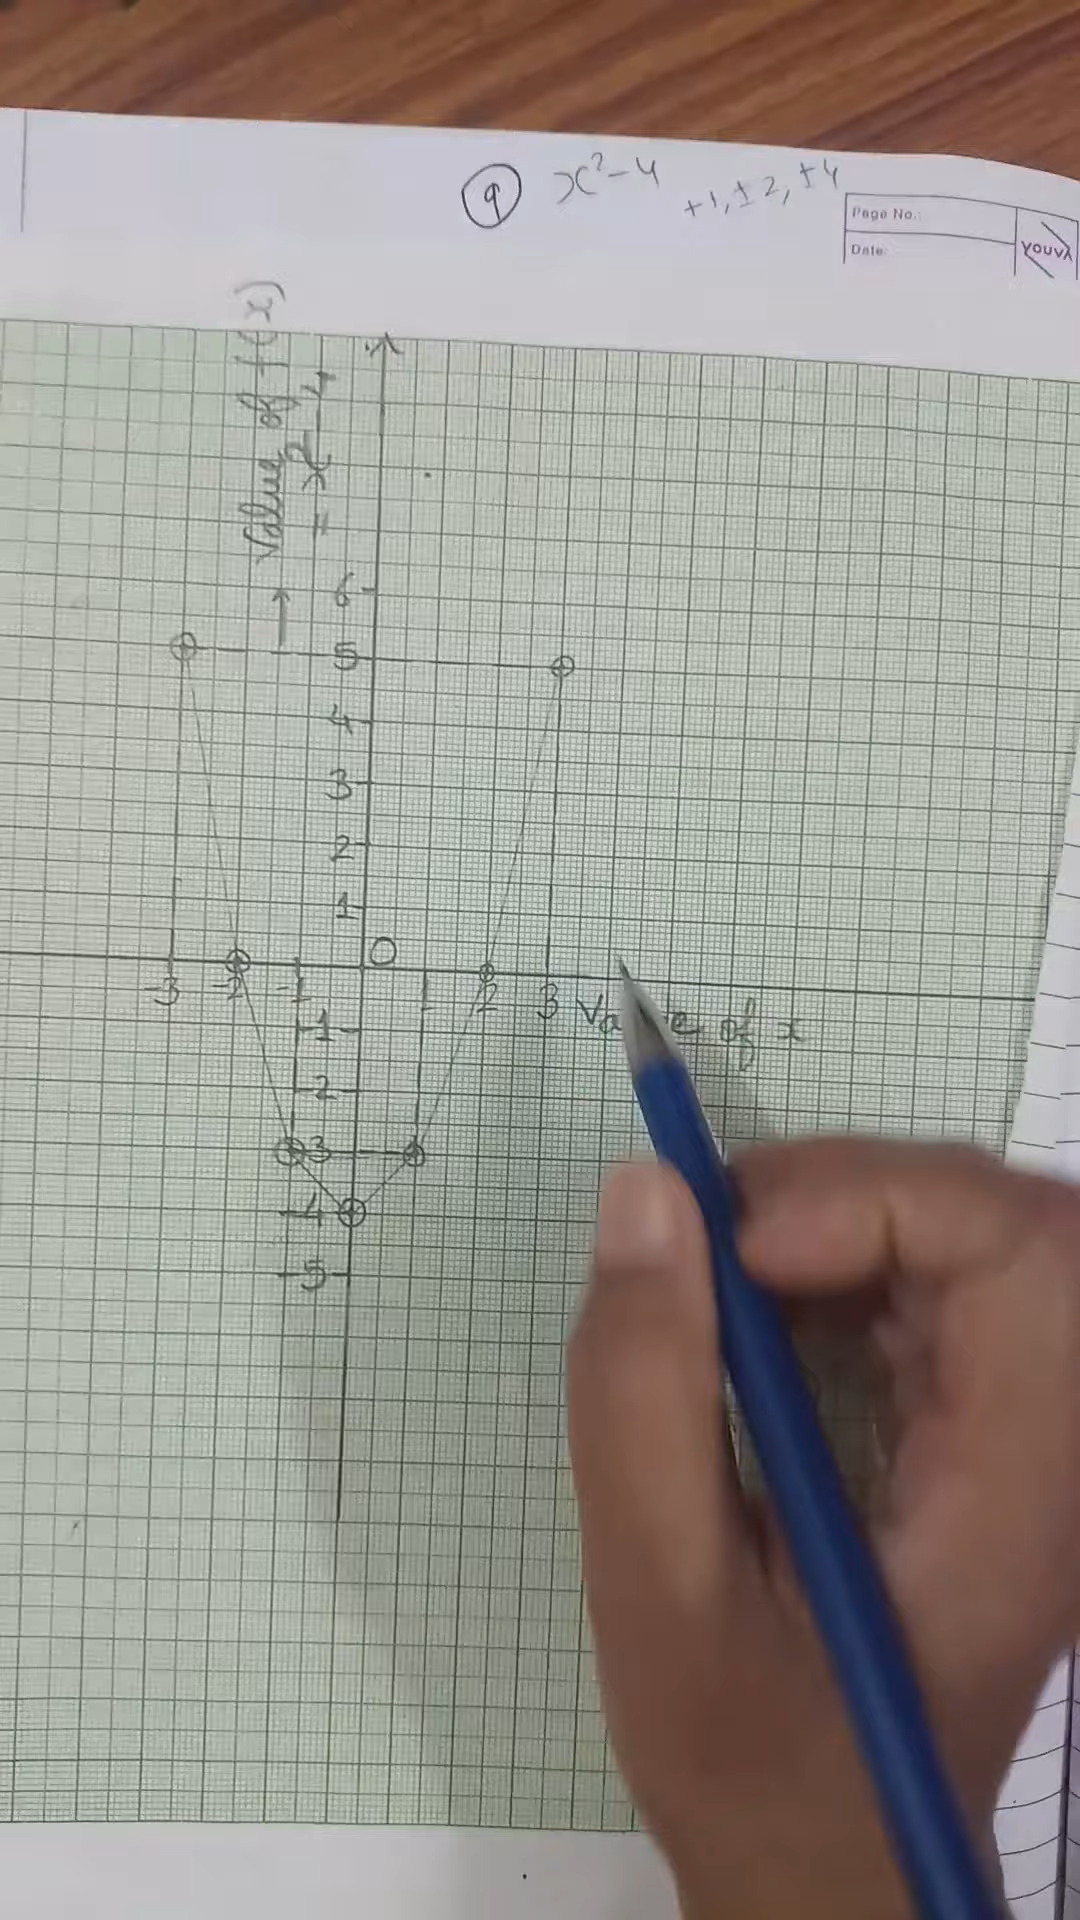 9 x²-4
+1, ±2, ±4
Page No.:
Date:
YOUVA
→ Value of f(x)
= x²-4
6
5
4
3
2
1
O
-3 -2 -1 1 2 3
Value of x
-1
-2
-3
-4
-5